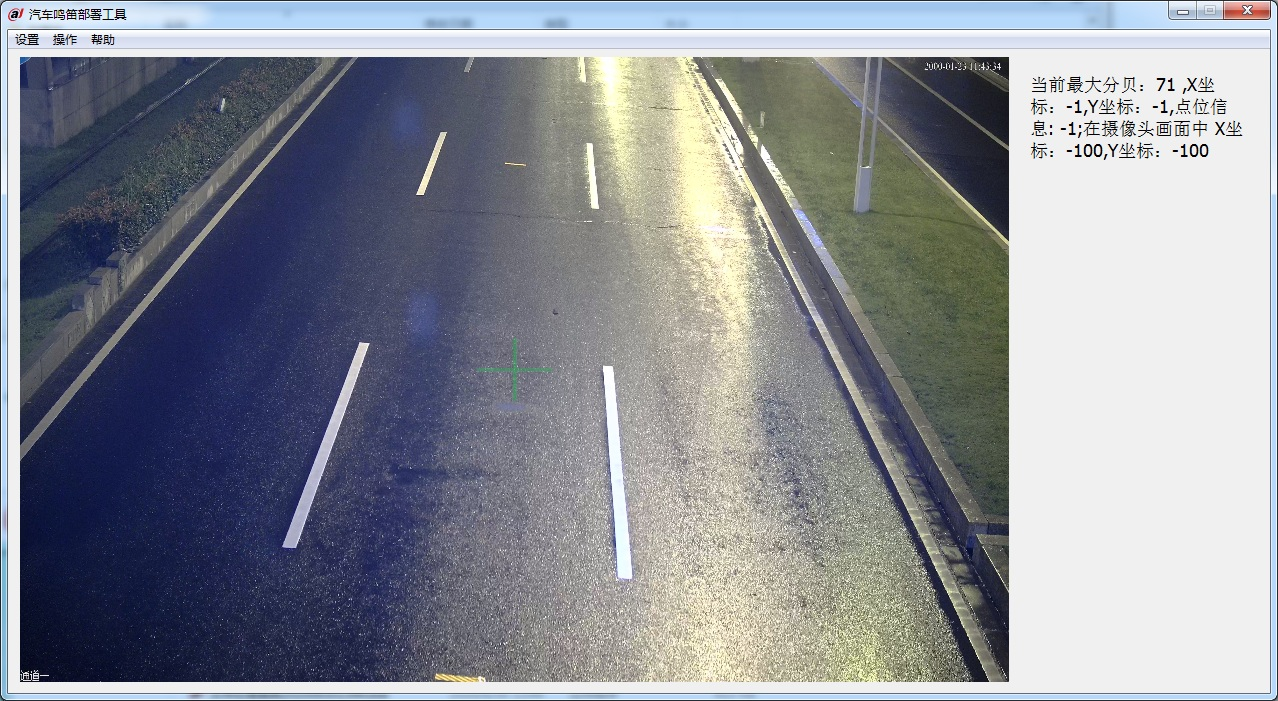 汽车鸣笛部署工具
设置 操作 帮助
2000-01-23 11:43:34
当前最大分贝：71 ,X坐
标：-1,Y坐标：-1,点位信
息: -1;在摄像头画面中 X坐
标：-100,Y坐标：-100
通道一